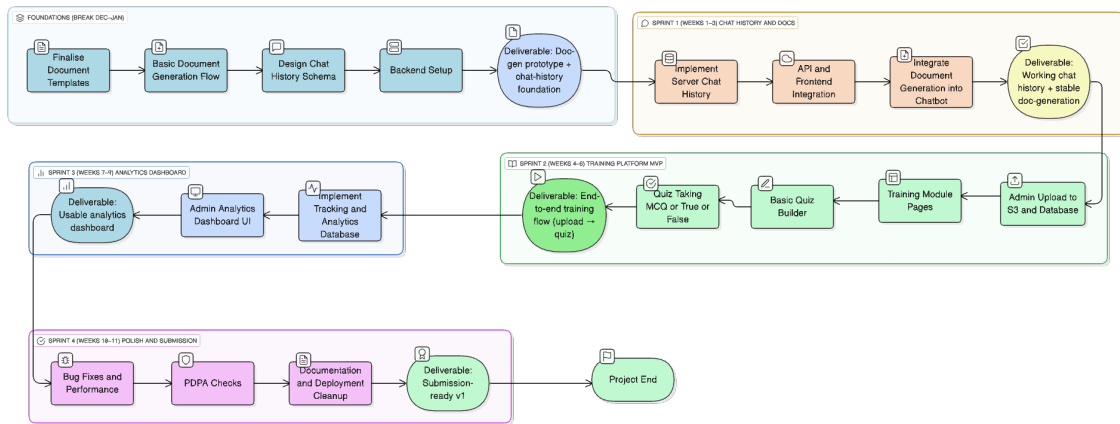 FOUNDATIONS (BREAK DEC–JAN)
Finalise
Document
Templates
Basic Document
Generation Flow
Design Chat
History Schema
Backend Setup
Deliverable: Doc-
gen prototype +
chat-history
foundation
SPRINT 1 (WEEKS 1–3) CHAT HISTORY AND DOCS
Implement
Server Chat
History
API and
Frontend
Integration
Integrate
Document
Generation into
Chatbot
Deliverable:
Working chat
history + stable
doc-generation
SPRINT 2 (WEEKS 4–6) TRAINING PLATFORM MVP
Admin Upload to
S3 and Database
Training Module
Pages
Basic Quiz
Builder
Quiz Taking
MCQ or True or
False
Deliverable: End-
to-end training
flow (upload →
quiz)
SPRINT 3 (WEEKS 7–9) ANALYTICS DASHBOARD
Implement
Tracking and
Analytics
Database
Admin Analytics
Dashboard UI
Deliverable:
Usable analytics
dashboard
SPRINT 4 (WEEKS 10–11) POLISH AND SUBMISSION
Bug Fixes and
Performance
PDPA Checks
Documentation
and Deployment
Cleanup
Deliverable:
Submission-
ready v1
Project End